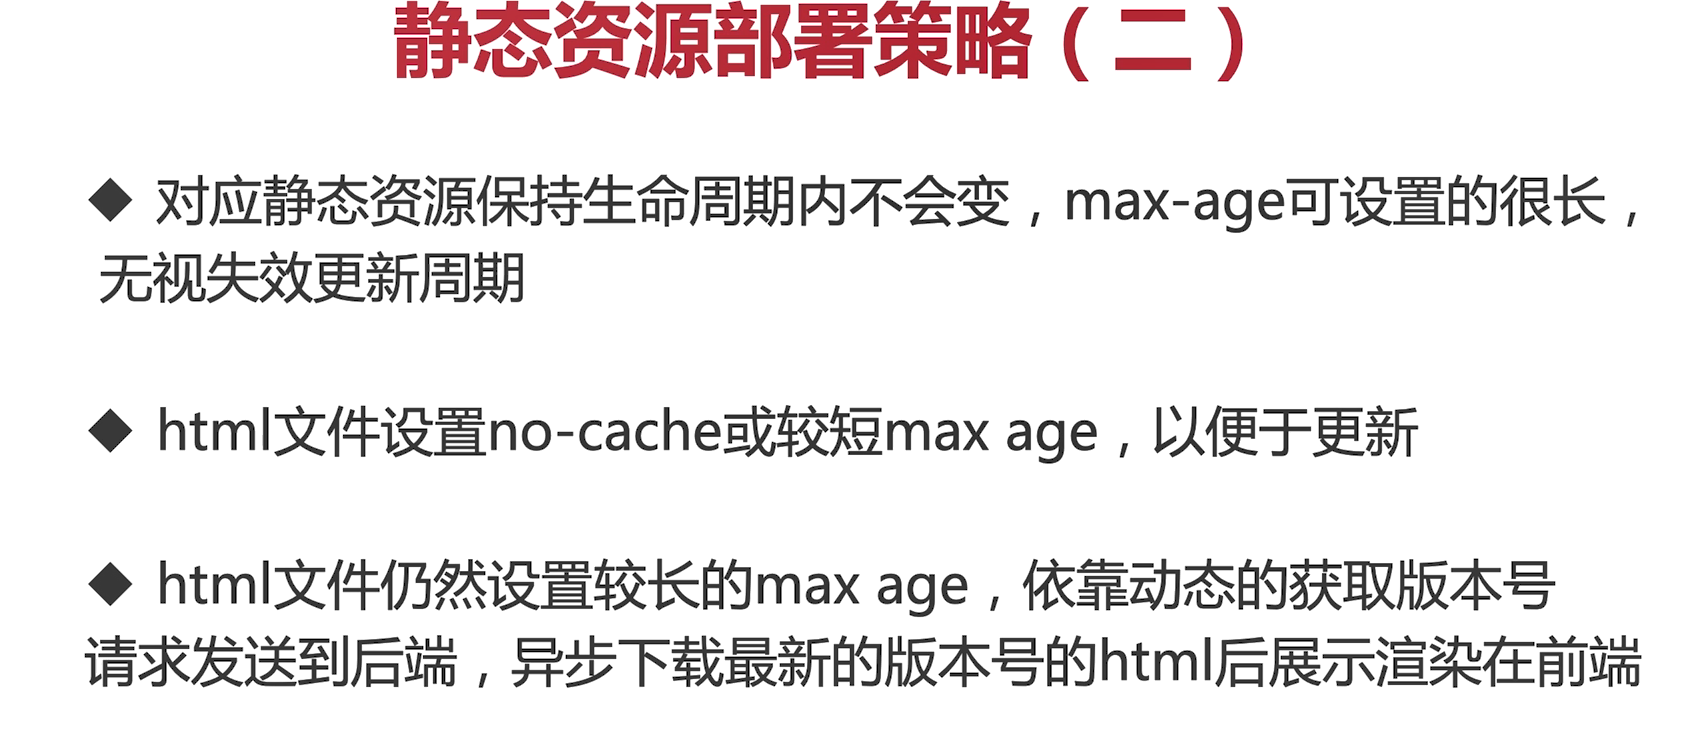 静态资源部署策略（二）
◆ 对应静态资源保持生命周期内不会变，max-age可设置的很长，
无视失效更新周期
◆ html文件设置no-cache或较短max age，以便于更新
◆ html文件仍然设置较长的max age，依靠动态的获取版本号
请求发送到后端，异步下载最新的版本号的html后展示渲染在前端